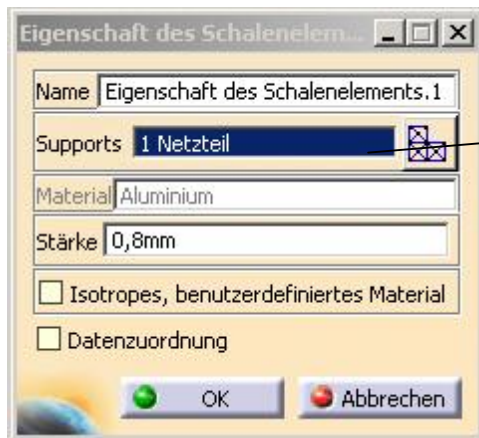 Eigenschaft des Schalenelem...
Name Eigenschaft des Schalenelements.1
Supports 1 Netzteil
Material Aluminium
Stärke 0,8mm
Isotropes, benutzerdefiniertes Material
Datenzuordnung
OK Abbrechen